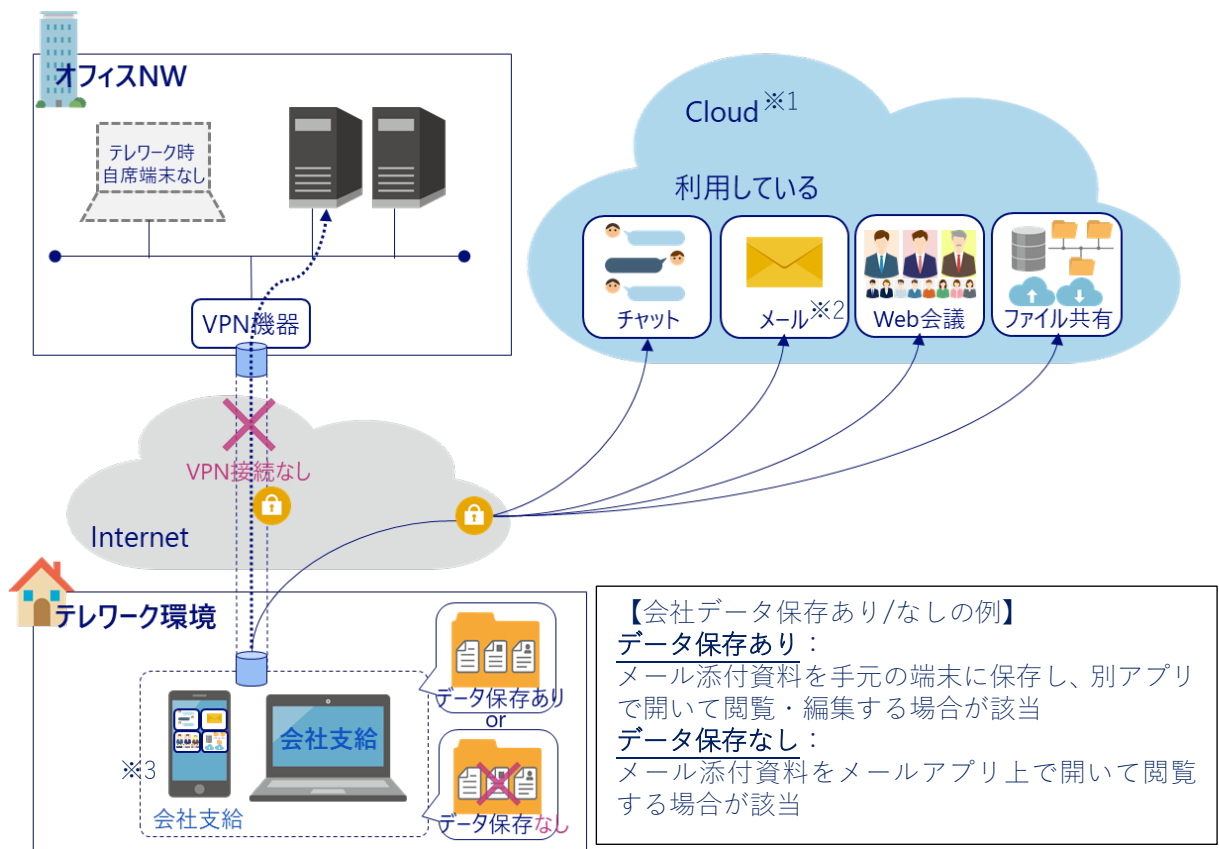 オフィスNW
テレワーク時
自席端末なし
VPN機器
Cloud※1
利用している
チャット
メール※2
Web会議
ファイル共有
VPN接続なし
Internet
テレワーク環境
※3
会社支給
会社支給
データ保存あり
or
データ保存なし
【会社データ保存あり/なしの例】
データ保存あり：
メール添付資料を手元の端末に保存し、別アプリ
で開いて閲覧・編集する場合が該当
データ保存なし：
メール添付資料をメールアプリ上で開いて閲覧
する場合が該当